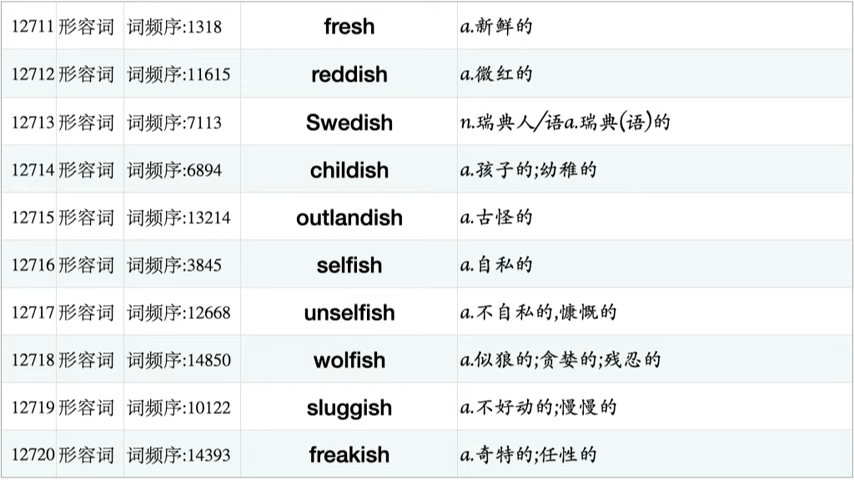 12711 形容词 词频序:1318 fresh a.新鲜的
12712 形容词 词频序:11615 reddish a.微红的
12713 形容词 词频序:7113 Swedish n.瑞典人/语a.瑞典(语)的
12714 形容词 词频序:6894 childish a.孩子的;幼稚的
12715 形容词 词频序:13214 outlandish a.古怪的
12716 形容词 词频序:3845 selfish a.自私的
12717 形容词 词频序:12668 unselfish a.不自私的,慷慨的
12718 形容词 词频序:14850 wolfish a.似狼的;贪婪的;残忍的
12719 形容词 词频序:10122 sluggish a.不好动的;慢慢的
12720 形容词 词频序:14393 freakish a.奇特的;任性的